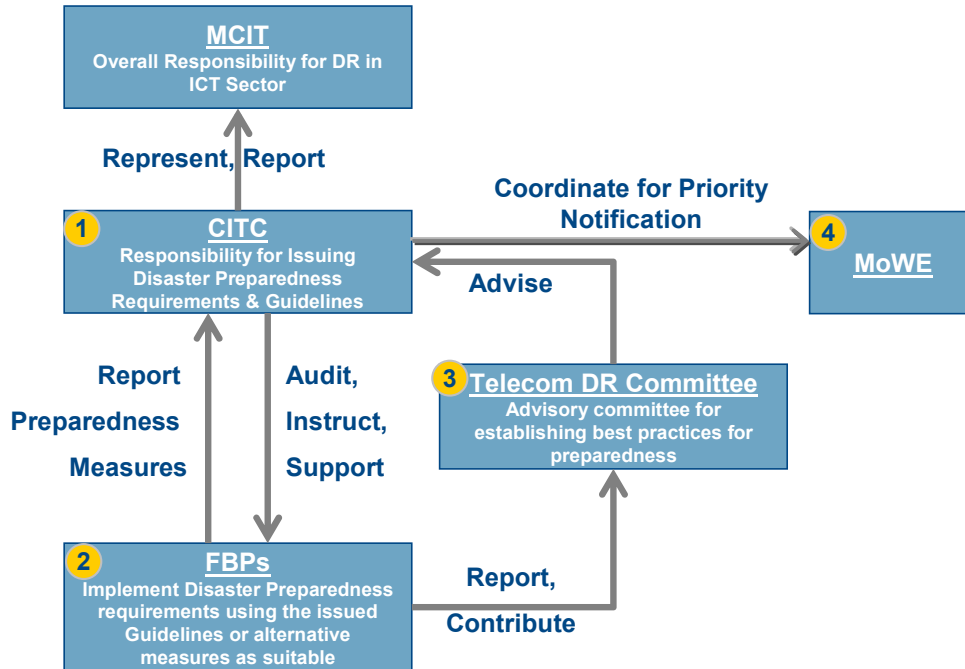 MCIT
Overall Responsibility for DR in
ICT Sector
Represent, Report
Coordinate for Priority
Notification
1
CITC
Responsibility for Issuing
Disaster Preparedness
Requirements & Guidelines
4
MoWE
Advise
Report
Preparedness
Measures
Audit,
Instruct,
Support
3
Telecom DR Committee
Advisory committee for
establishing best practices for
preparedness
2
FBPs
Implement Disaster Preparedness
requirements using the issued
Guidelines or alternative
measures as suitable
Report,
Contribute